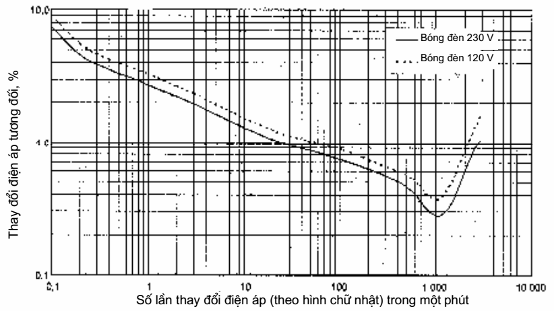 10,0
Bóng đèn 230 V
Bóng đèn 120 V
Thay đổi điện áp tương đối, %
1.0
0.1
0,1
1
10
100
1 000
10 000
Số lần thay đổi điện áp (theo hình chữ nhật) trong một phút